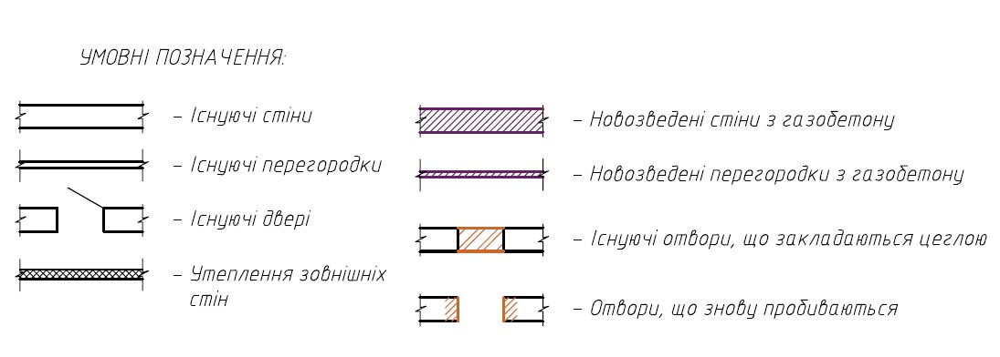 УМОВНІ ПОЗНАЧЕННЯ:
– Існуючі стіни
– Існуючі перегородки
– Існуючі двері
– Утеплення зовнішніх
стін
– Новозведені стіни з газобетону
– Новозведені перегородки з газобетону
– Існуючі отвори, що закладаються цеглою
– Отвори, що знову пробиваються